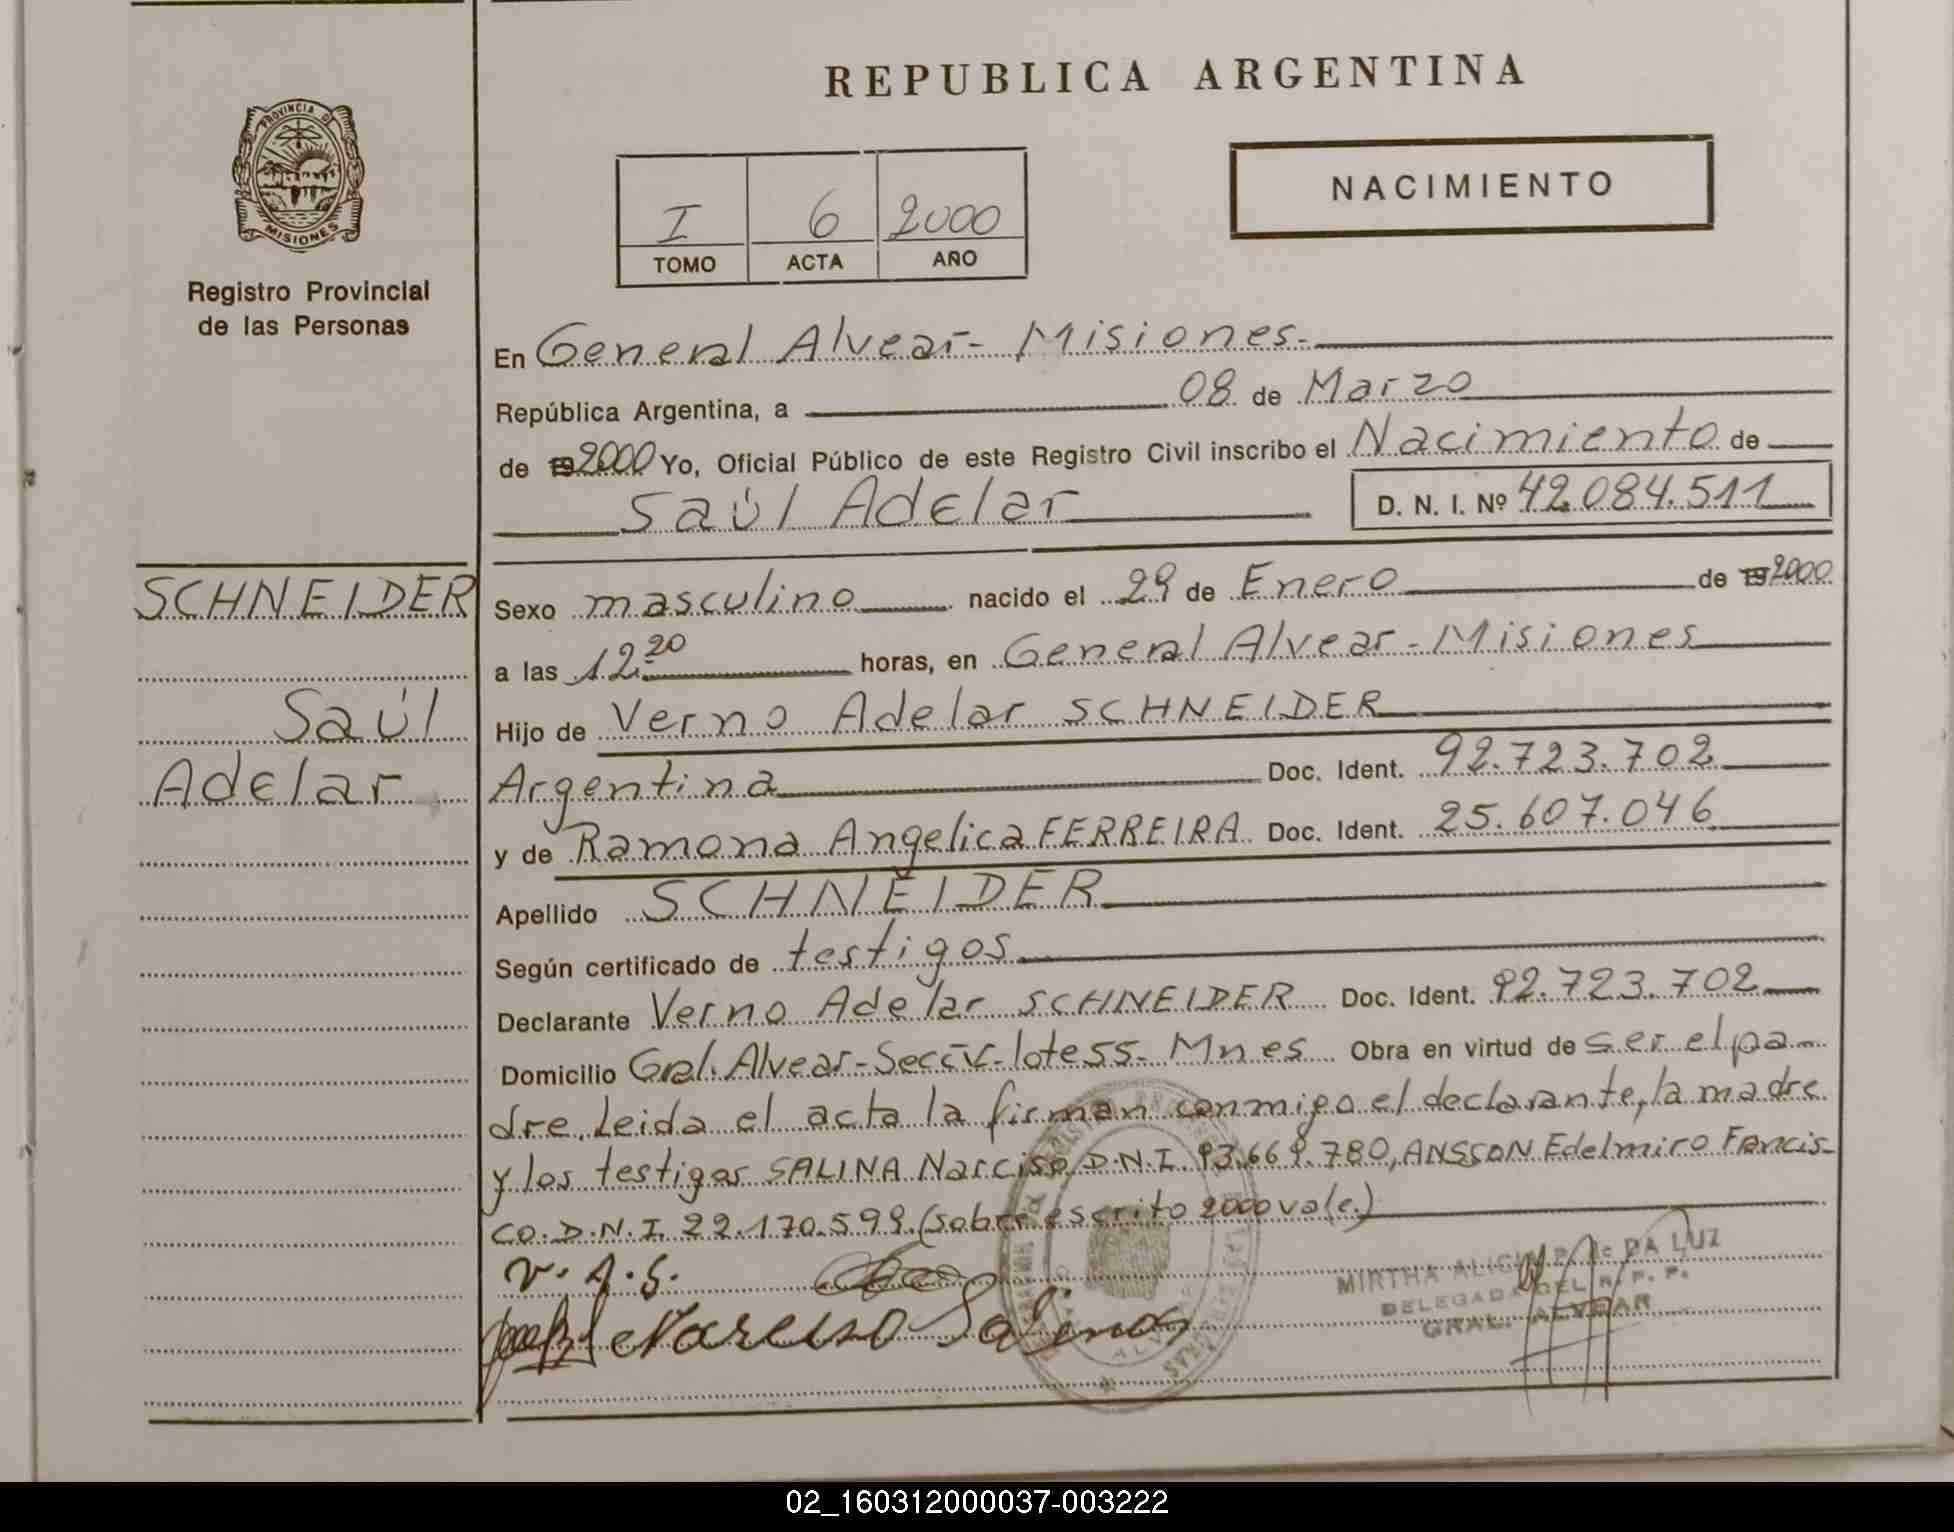 REPUBLICA ARGENTINA
PROVINCIA D
MISIONES
NACIMIENTO
I 6 2000
TOMO ACTA AÑO
Registro Provincial
de las Personas
En General Alvear - Misiones.
República Argentina, a 08 de Marzo
de 19 2000 Yo, Oficial Público de este Registro Civil inscribo el Nacimiento de
Saúl Adelar D. N. I. Nº 42.084.511
SCHNEIDER
Saúl
Adelar
Sexo masculino nacido el 29 de Enero de 19 2000
a las 12.20 horas, en General Alvear - Misiones
Hijo de Verno Adelar SCHNEIDER
Argentina Doc. Ident. 92.723.702
y de Ramona Angelica FERREIRA Doc. Ident. 25.607.046
Apellido SCHNEIDER
Según certificado de testigos
Declarante Verno Adelar SCHNEIDER Doc. Ident. 92.723.702
Domicilio Gral. Alvear - Secc IV - lote 55 - Mnes Obra en virtud de ser el pa-
dre. Leida el acta la firman conmigo el declarante, la madre
y los testigos SALINA Narciso, D.N.I. 93.669.780, ANSSON Edelmiro Francis-
co. D.N.I. 22.170.599. (sobre escrito 2000 vale.)
V. A. S.
Narciso Salinas
MIRTHA ALICIA DA LUZ
DELEGADA DEL R. P. P.
GRAL. ALVEAR
02_160312000037-003222